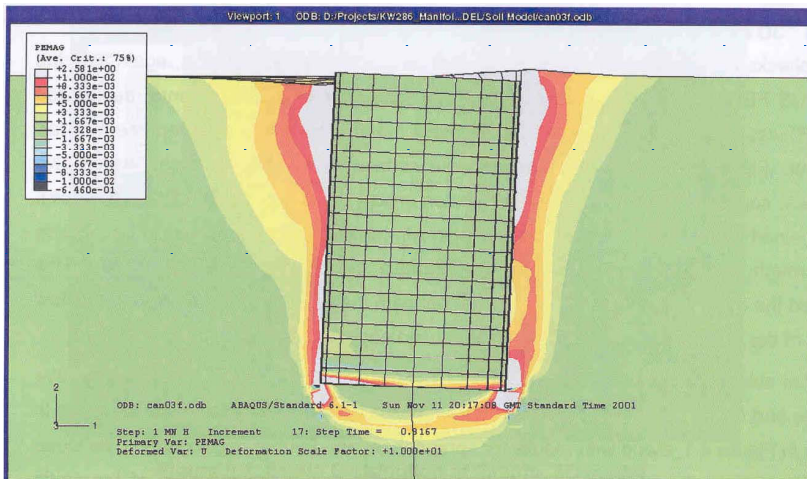 Viewport: 1 ODB: D:/Projects/KW286_Manifol...DEL/Soil Model/can03f.odb
PEMAG
(Ave. Crit.: 75%)
+2.581e+00
+1.000e-02
+8.333e-03
+6.667e-03
+5.000e-03
+3.333e-03
+1.667e-03
-2.328e-10
-1.667e-03
-3.333e-03
-5.000e-03
-6.667e-03
-8.333e-03
-1.000e-02
-6.460e-01
2
3 1
ODB: can03f.odb ABAQUS/Standard 6.1-1 Sun Nov 11 20:17:08 GMT Standard Time 2001
Step: 1 MN H Increment 17: Step Time = 0.8167
Primary Var: PEMAG
Deformed Var: U Deformation Scale Factor: +1.000e+01